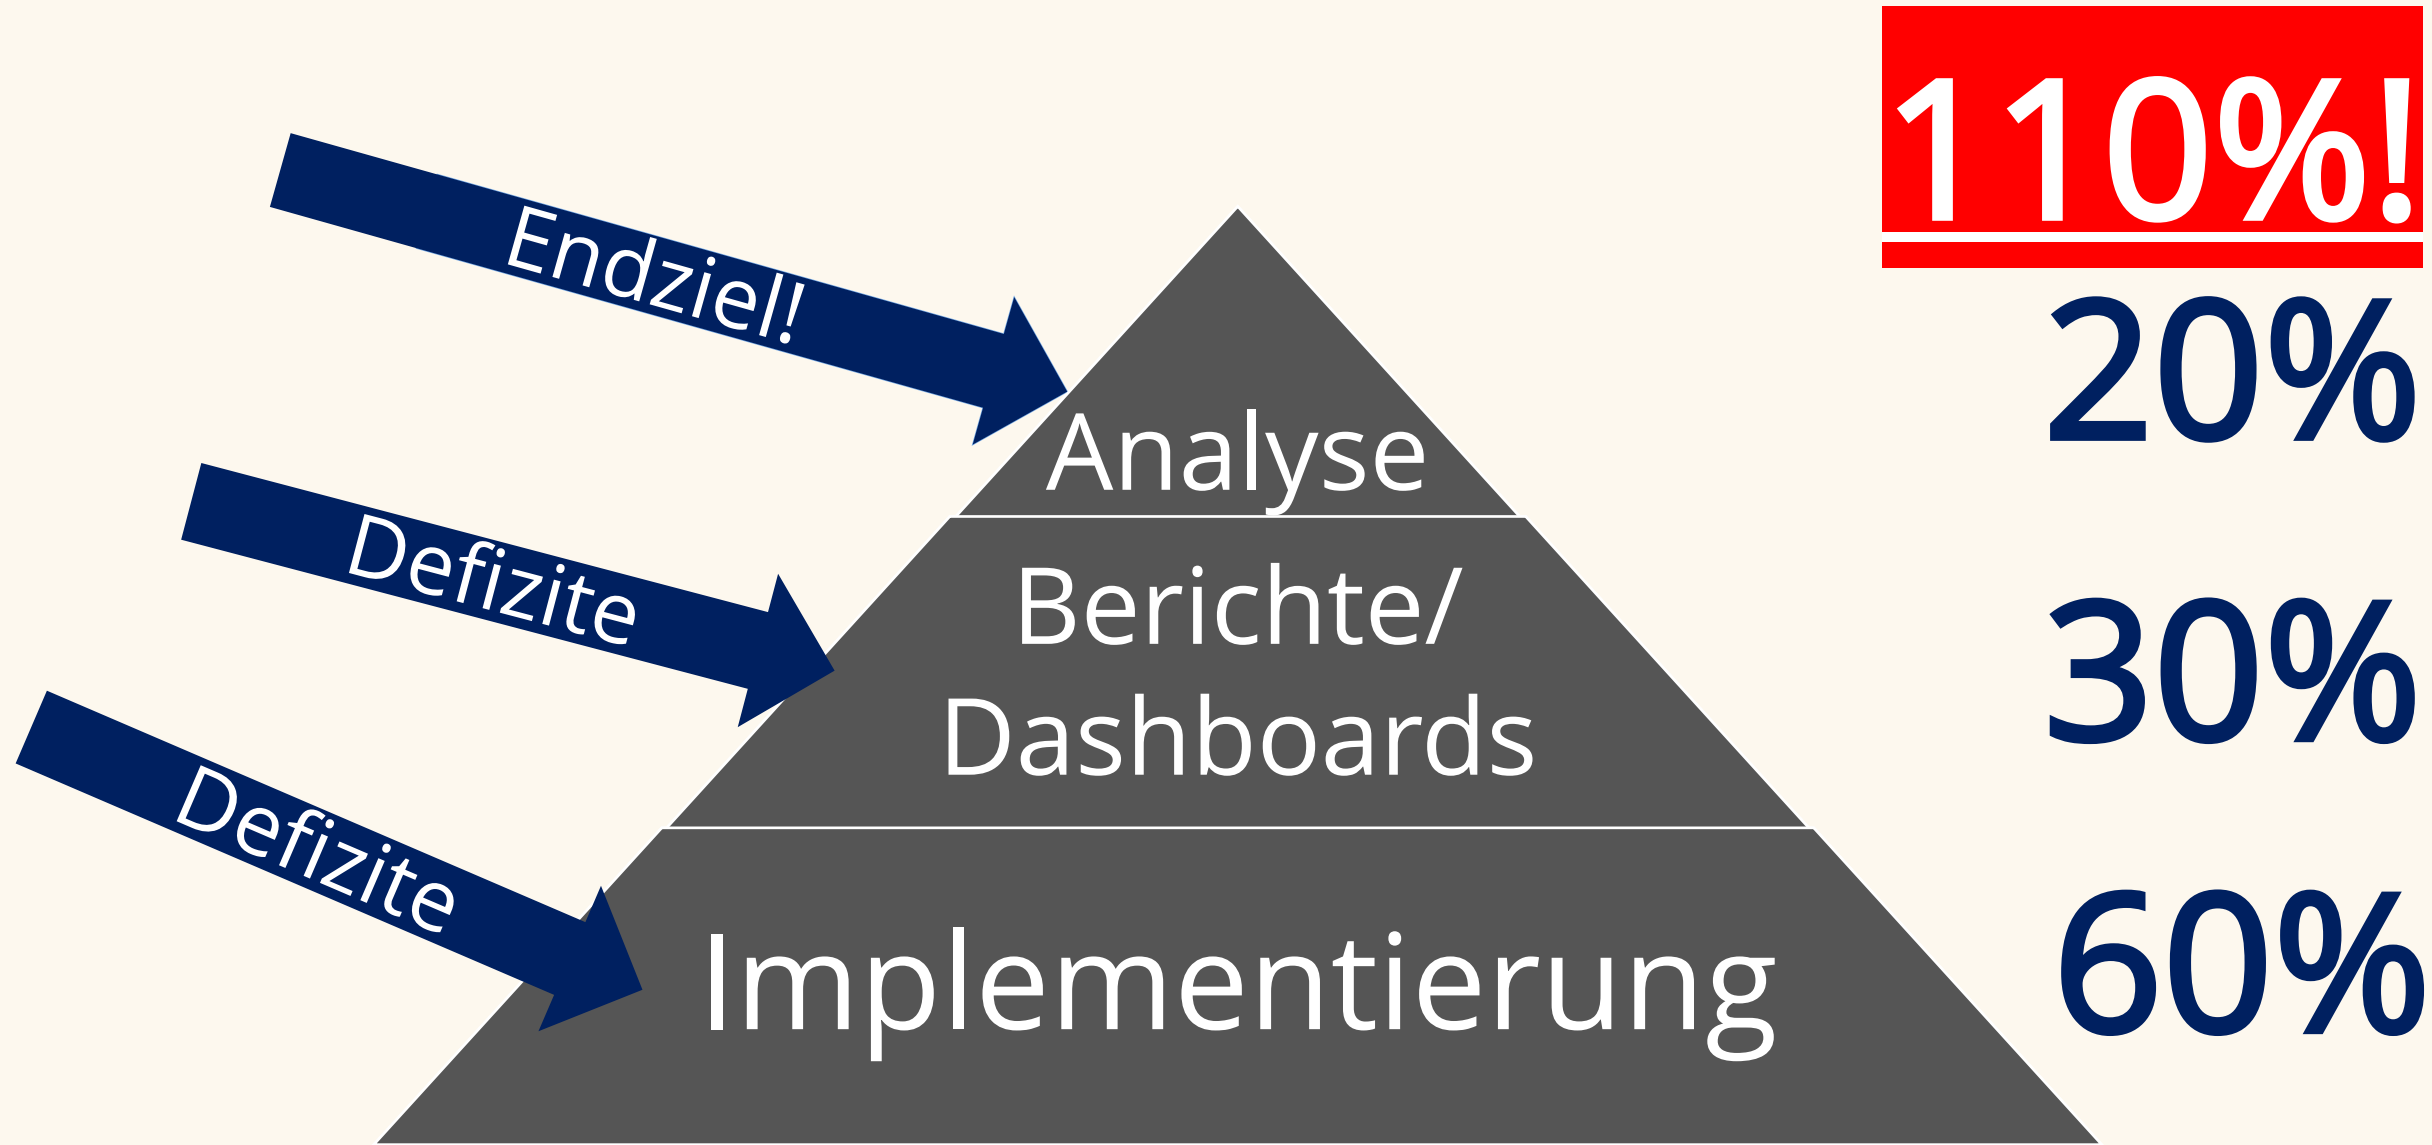 110%!
Endziel!
20%
Analyse
Defizite
Berichte/
Dashboards
30%
Defizite
Implementierung
60%